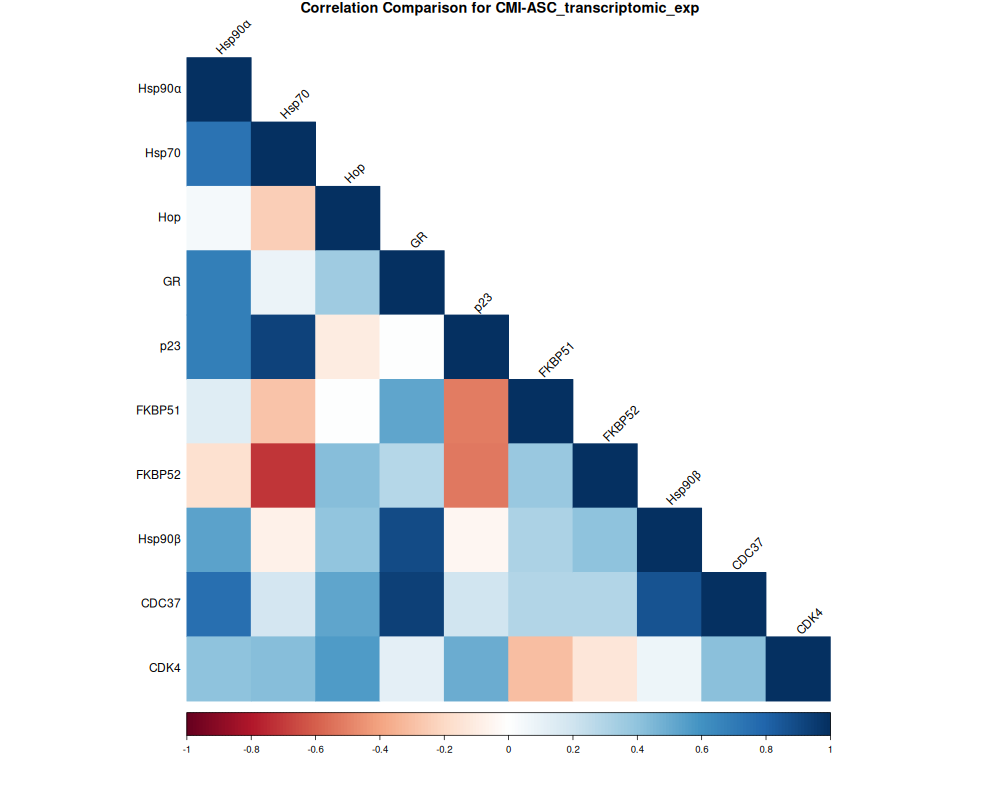 Correlation Comparison for CMI-ASC_transcriptomic_exp
Hsp90α
Hsp70
Hop
GR
p23
FKBP51
FKBP52
Hsp90β
CDC37
CDK4
Hsp90α
Hsp70
Hop
GR
p23
FKBP51
FKBP52
Hsp90β
CDC37
CDK4
-1 -0.8 -0.6 -0.4 -0.2 0 0.2 0.4 0.6 0.8 1